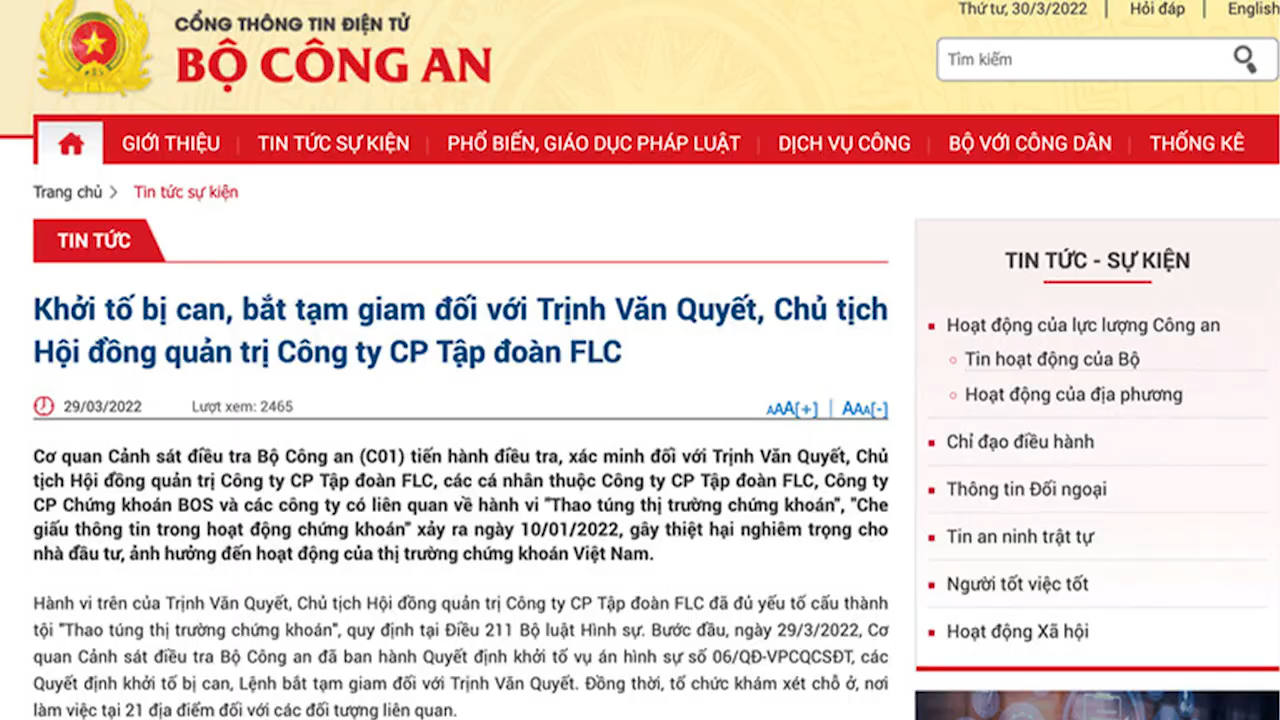 CỔNG THÔNG TIN ĐIỆN TỬ
BỘ CÔNG AN
Thứ tư, 30/3/2022 | Hỏi đáp | English
Tìm kiếm
GIỚI THIỆU | TIN TỨC SỰ KIỆN | PHỔ BIẾN, GIÁO DỤC PHÁP LUẬT | DỊCH VỤ CÔNG | BỘ VỚI CÔNG DÂN | THỐNG KÊ
Trang chủ > Tin tức sự kiện
TIN TỨC
Khởi tố bị can, bắt tạm giam đối với Trịnh Văn Quyết, Chủ tịch
Hội đồng quản trị Công ty CP Tập đoàn FLC
29/03/2022 Lượt xem: 2465 AAA[+] | AAA[-]
Cơ quan Cảnh sát điều tra Bộ Công an (C01) tiến hành điều tra, xác minh đối với Trịnh Văn Quyết, Chủ
tịch Hội đồng quản trị Công ty CP Tập đoàn FLC, các cá nhân thuộc Công ty CP Tập đoàn FLC, Công ty
CP Chứng khoán BOS và các công ty có liên quan về hành vi "Thao túng thị trường chứng khoán", "Che
giấu thông tin trong hoạt động chứng khoán" xảy ra ngày 10/01/2022, gây thiệt hại nghiêm trọng cho
nhà đầu tư, ảnh hưởng đến hoạt động của thị trường chứng khoán Việt Nam.
Hành vi trên của Trịnh Văn Quyết, Chủ tịch Hội đồng quản trị Công ty CP Tập đoàn FLC đã đủ yếu tố cấu thành
tội "Thao túng thị trường chứng khoán", quy định tại Điều 211 Bộ luật Hình sự. Bước đầu, ngày 29/3/2022, Cơ
quan Cảnh sát điều tra Bộ Công an đã ban hành Quyết định khởi tố vụ án hình sự số 06/QĐ-VPCQCSĐT, các
Quyết định khởi tố bị can, Lệnh bắt tạm giam đối với Trịnh Văn Quyết. Đồng thời, tổ chức khám xét chỗ ở, nơi
làm việc tại 21 địa điểm đối với các đối tượng liên quan.
TIN TỨC - SỰ KIỆN
Hoạt động của lực lượng Công an
Tin hoạt động của Bộ
Hoạt động của địa phương
Chỉ đạo điều hành
Thông tin Đối ngoại
Tin an ninh trật tự
Người tốt việc tốt
Hoạt động Xã hội